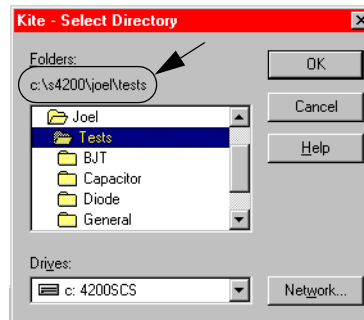 Kite - Select Directory
Folders:
c:\s4200\joel\tests
Joel
Tests
BJT
Capacitor
Diode
General
Drives:
c: 4200SCS
OK
Cancel
Help
Network...